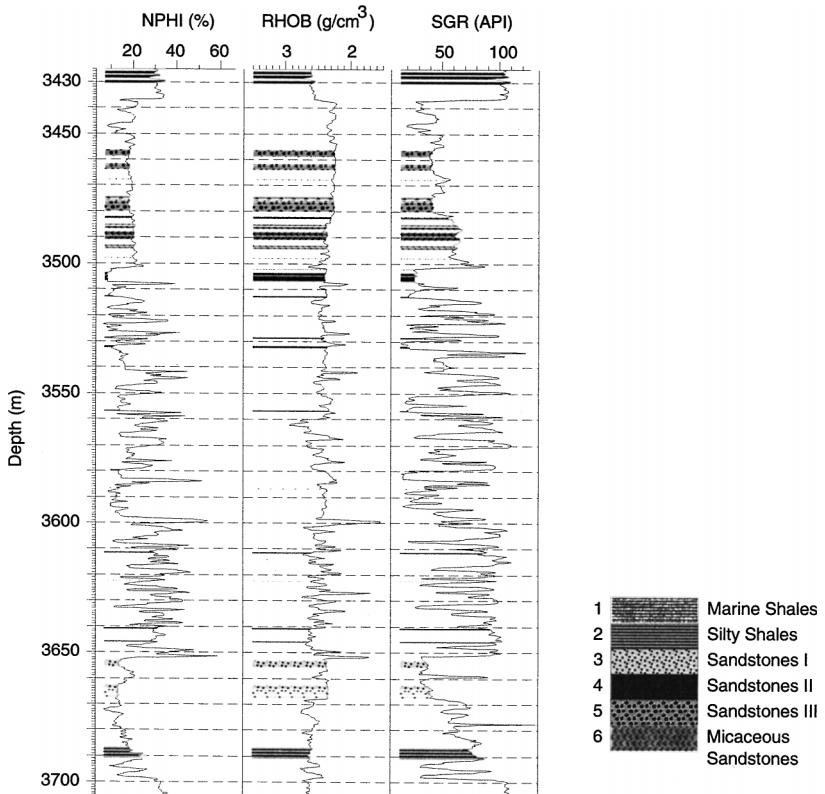 NPHI (%) RHOB (g/cm3) SGR (API)
20 40 60 3 2 50 100
3430
3450
3500
3550
3600
3650
3700
Depth (m)
1 Marine Shales
2 Silty Shales
3 Sandstones I
4 Sandstones II
5 Sandstones III
6 Micaceous
Sandstones